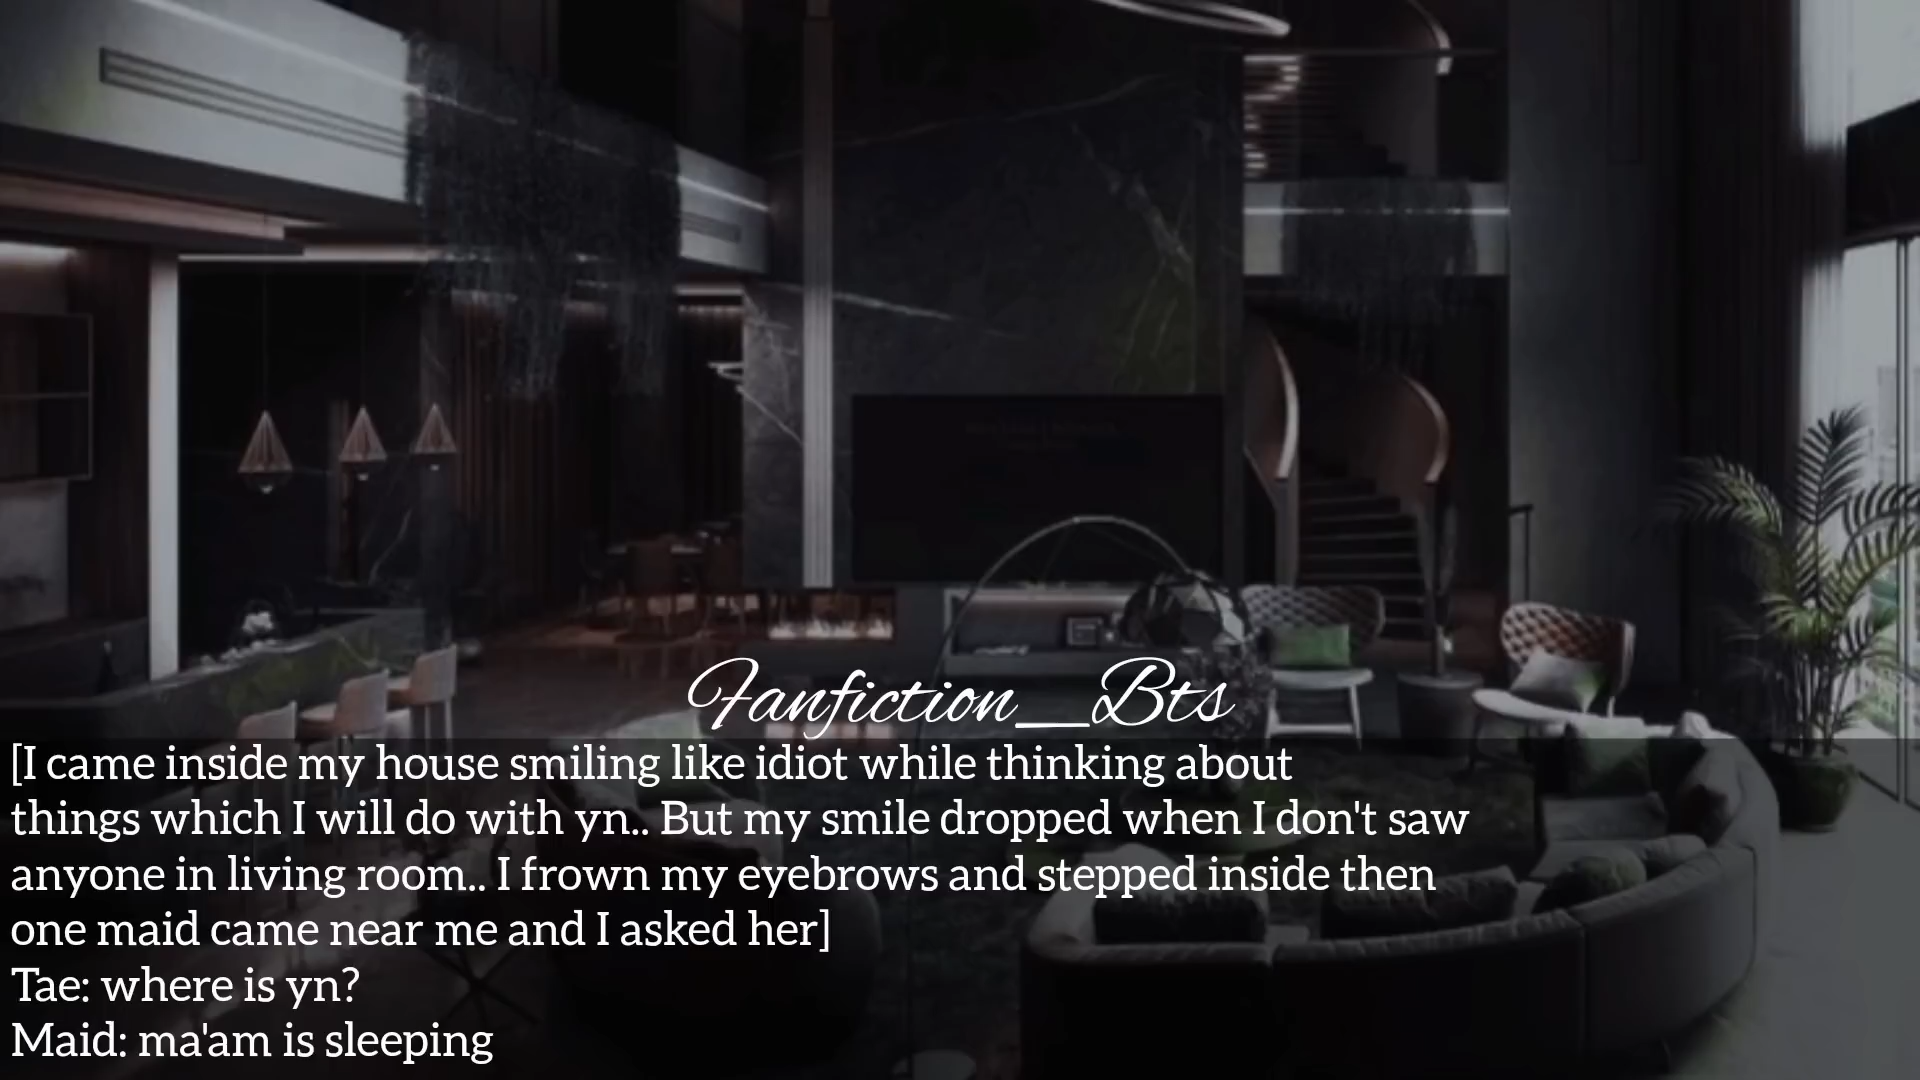 Fanfiction__Bts
[I came inside my house smiling like idiot while thinking about
things which I will do with yn.. But my smile dropped when I don't saw
anyone in living room.. I frown my eyebrows and stepped inside then
one maid came near me and I asked her]
Tae: where is yn?
Maid: ma'am is sleeping